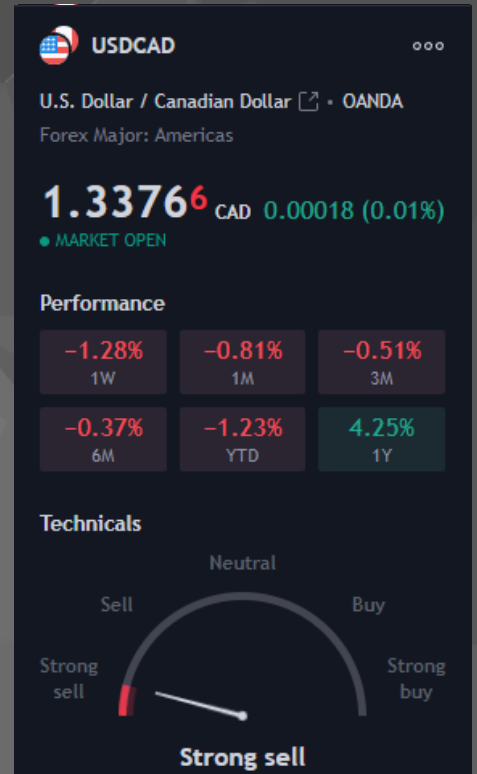 USDCAD
U.S. Dollar / Canadian Dollar • OANDA
Forex Major: Americas
1.33766 CAD 0.00018 (0.01%)
MARKET OPEN
Performance
−1.28% −0.81% −0.51%
1W 1M 3M
−0.37% −1.23% 4.25%
6M YTD 1Y
Technicals
Neutral
Sell Buy
Strong sell Strong buy
Strong sell